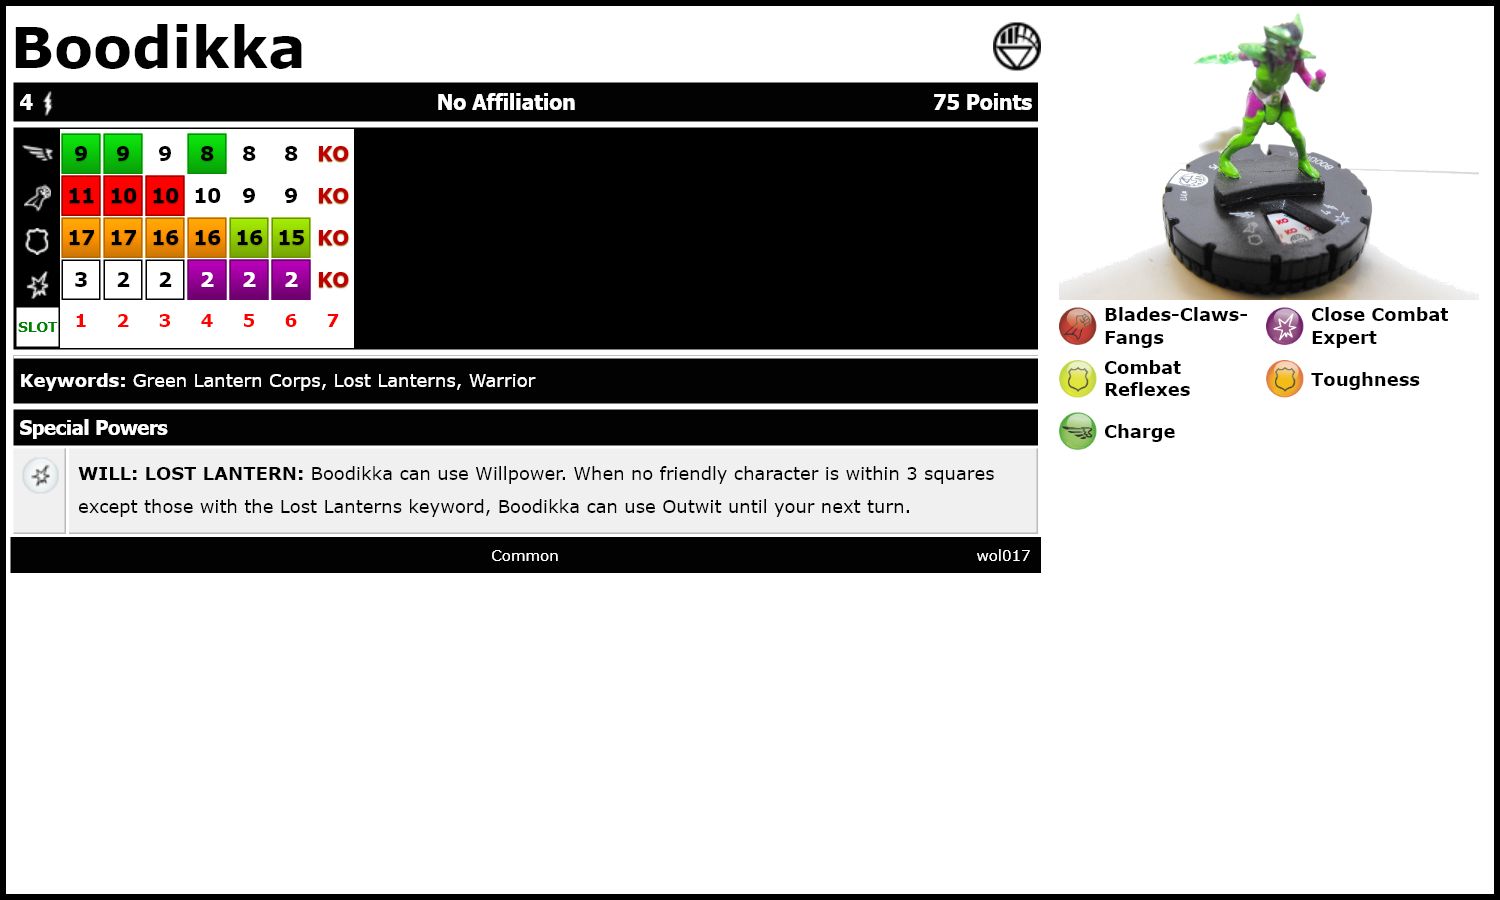 Boodikka
4 No Affiliation 75 Points
9 9 9 8 8 8 KO
11 10 10 10 9 9 KO
17 17 16 16 16 15 KO
3 2 2 2 2 2 KO
SLOT 1 2 3 4 5 6 7
Keywords: Green Lantern Corps, Lost Lanterns, Warrior
Special Powers
WILL: LOST LANTERN: Boodikka can use Willpower. When no friendly character is within 3 squares
except those with the Lost Lanterns keyword, Boodikka can use Outwit until your next turn.
Common wol017
BOODIKKA
KO
KO
Blades-Claws-
Fangs
Close Combat
Expert
Combat
Reflexes
Toughness
Charge